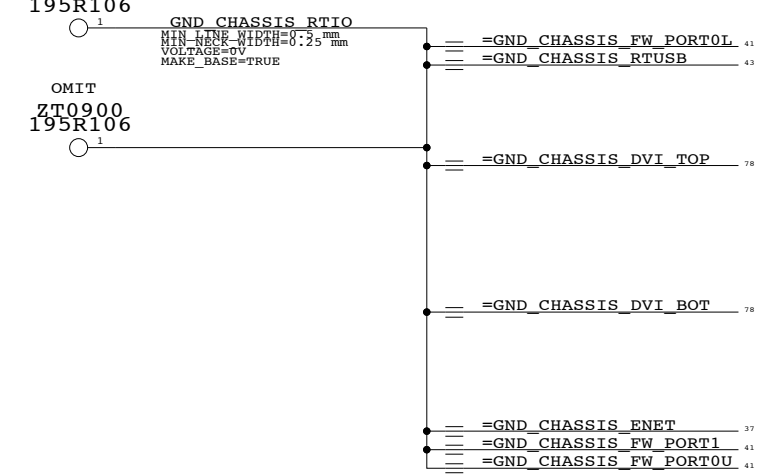 195R106
1
GND_CHASSIS_RTIO
MIN_LINE_WIDTH=0.5 mm
MIN_NECK_WIDTH=0.25 mm
VOLTAGE=0V
MAKE_BASE=TRUE
=GND_CHASSIS_FW_PORT0L 41
=GND_CHASSIS_RTUSB 43
OMIT
ZT0900
195R106
1
=GND_CHASSIS_DVI_TOP 78
=GND_CHASSIS_DVI_BOT 78
=GND_CHASSIS_ENET 37
=GND_CHASSIS_FW_PORT1 41
=GND_CHASSIS_FW_PORT0U 41